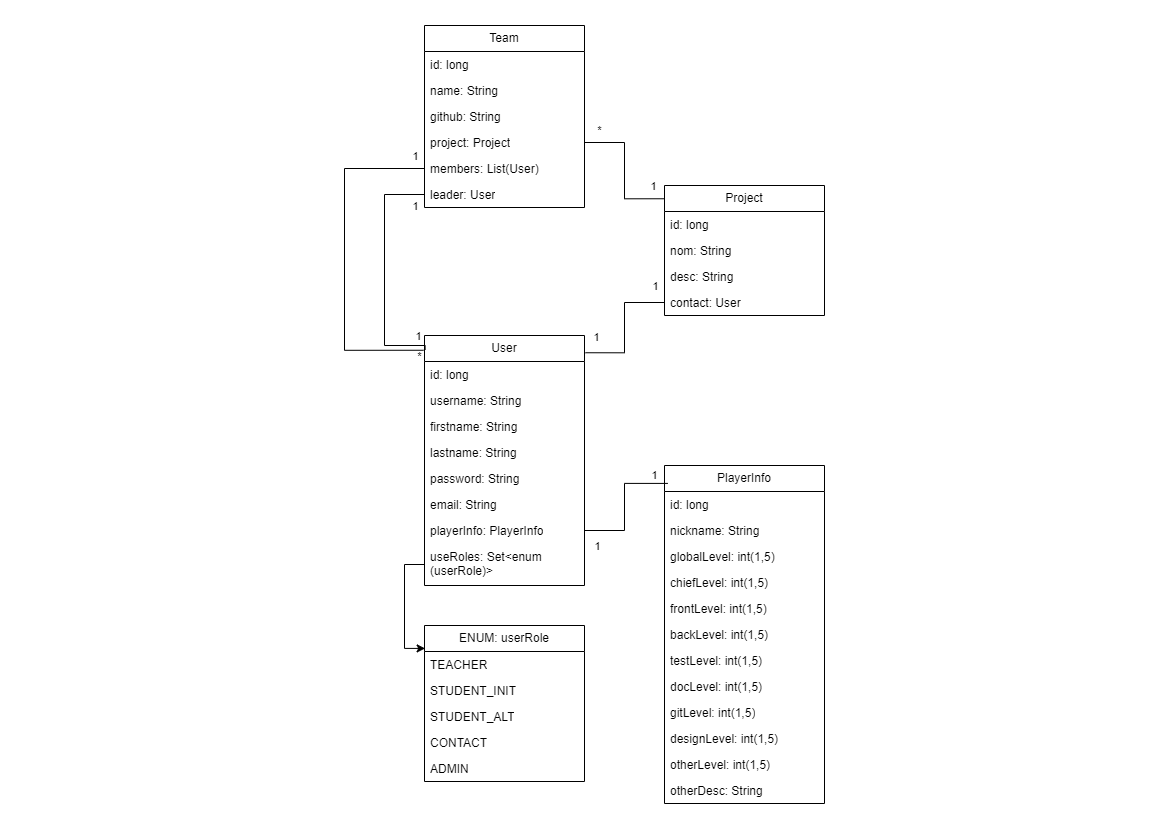 Team
id: long
name: String
github: String
project: Project
members: List(User)
leader: User
*
1
1
1
Project
id: long
nom: String
desc: String
contact: User
1
1
1
*
User
id: long
username: String
firstname: String
lastname: String
password: String
email: String
playerInfo: PlayerInfo
useRoles: Set<enum
(userRole)>
1
1
PlayerInfo
id: long
nickname: String
globalLevel: int(1,5)
chiefLevel: int(1,5)
frontLevel: int(1,5)
backLevel: int(1,5)
testLevel: int(1,5)
docLevel: int(1,5)
gitLevel: int(1,5)
designLevel: int(1,5)
otherLevel: int(1,5)
otherDesc: String
ENUM: userRole
TEACHER
STUDENT_INIT
STUDENT_ALT
CONTACT
ADMIN